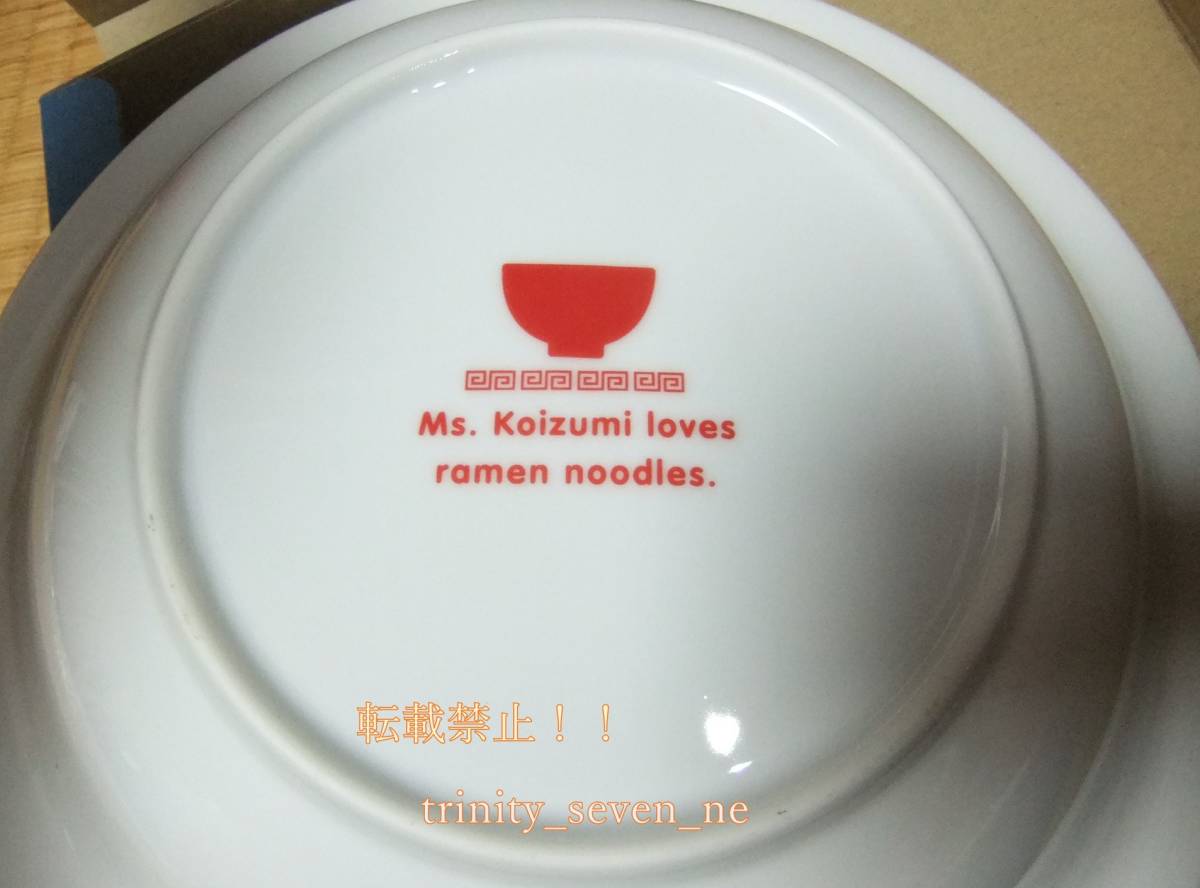 Ms. Koizumi loves
ramen noodles.
転載禁止！！
trinity_seven_ne